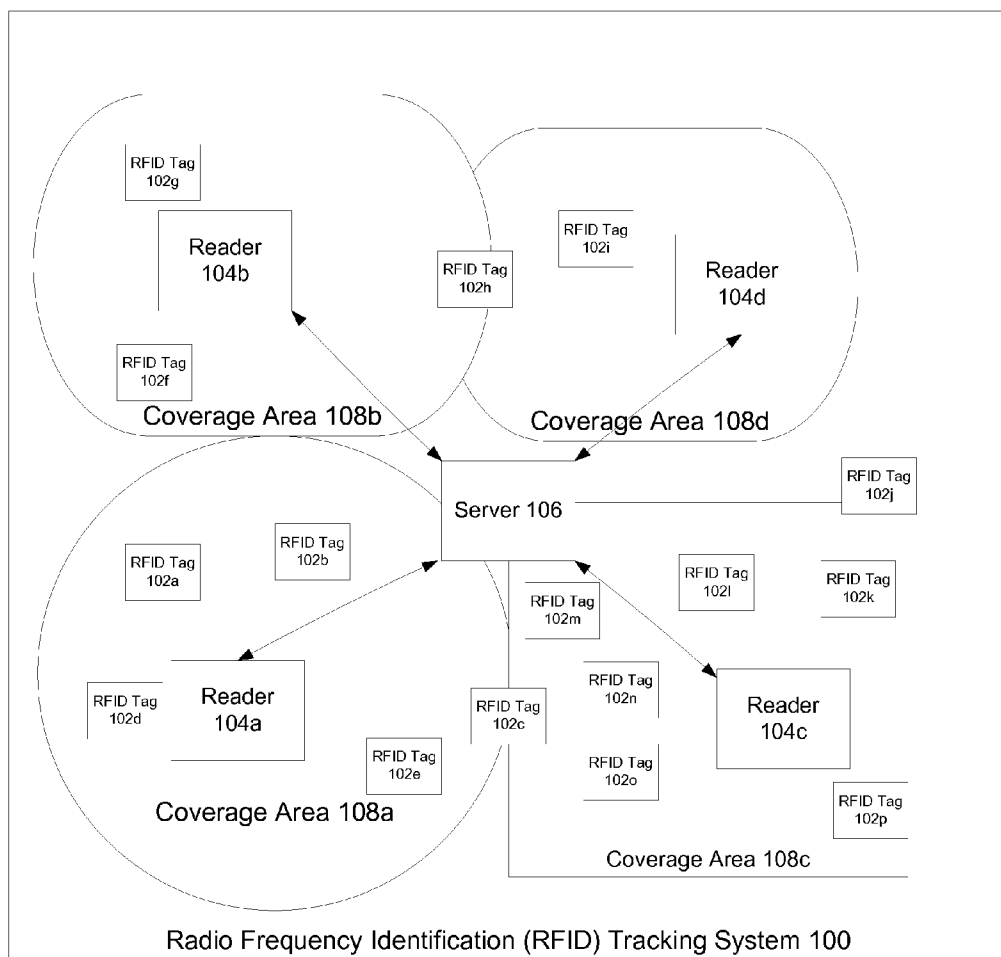 RFID Tag
102g
Reader
104b
RFID Tag
102h
RFID Tag
102i
Reader
104d
RFID Tag
102f
Coverage Area 108b
Coverage Area 108d
Server 106
RFID Tag
102j
RFID Tag
102a
RFID Tag
102b
RFID Tag
102m
RFID Tag
102l
RFID Tag
102k
RFID Tag
102d
Reader
104a
RFID Tag
102c
RFID Tag
102n
Reader
104c
RFID Tag
102e
RFID Tag
102o
RFID Tag
102p
Coverage Area 108a
Coverage Area 108c
Radio Frequency Identification (RFID) Tracking System 100